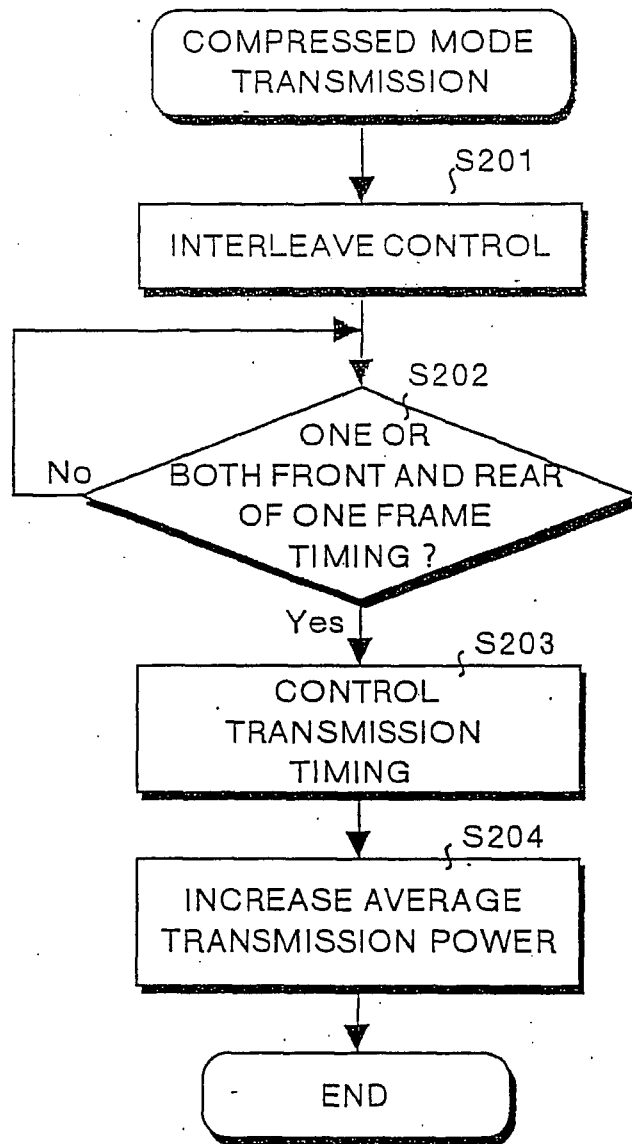 COMPRESSED MODE
TRANSMISSION
S201
INTERLEAVE CONTROL
S202
ONE OR
BOTH FRONT AND REAR
OF ONE FRAME
TIMING ?
No
Yes
S203
CONTROL
TRANSMISSION
TIMING
S204
INCREASE AVERAGE
TRANSMISSION POWER
END